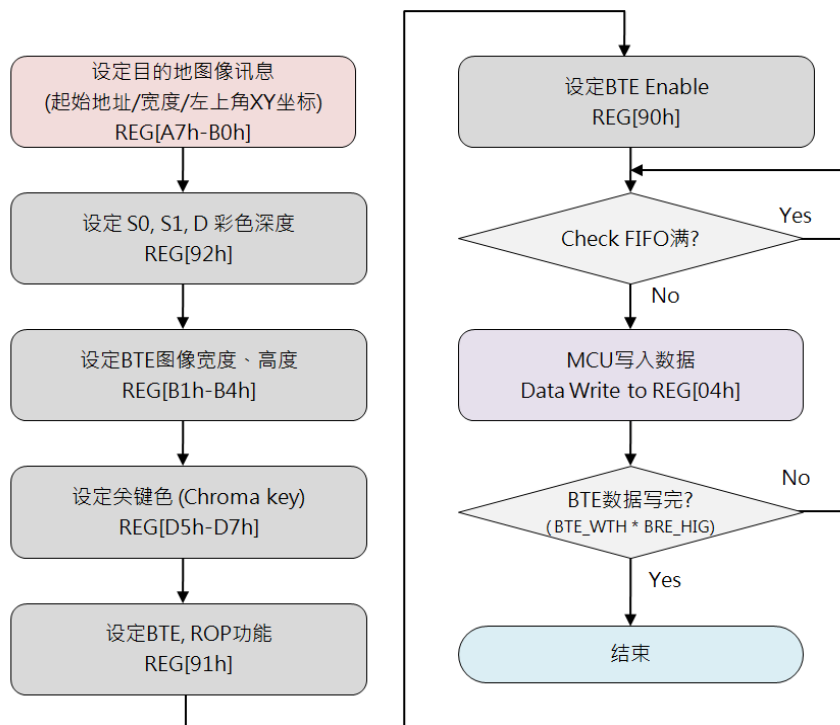 设定目的地图像讯息
(起始地址/宽度/左上角XY坐标)
REG[A7h-B0h]
设定 S0, S1, D 彩色深度
REG[92h]
设定BTE图像宽度、高度
REG[B1h-B4h]
设定关键色 (Chroma key)
REG[D5h-D7h]
设定BTE, ROP功能
REG[91h]
设定BTE Enable
REG[90h]
Check FIFO满?
Yes
No
MCU写入数据
Data Write to REG[04h]
BTE数据写完?
( BTE_WTH * BRE_HIG)
No
Yes
结束